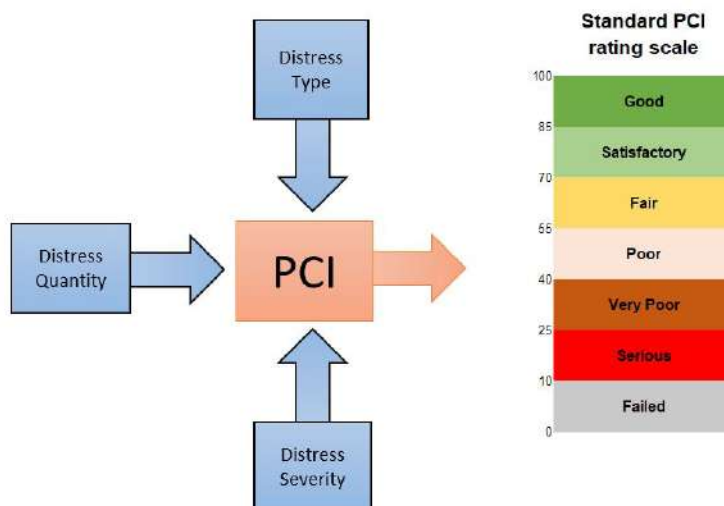 Distress
Type
Distress
Quantity
PCI
Distress
Severity
Standard PCI
rating scale
100
Good
85
Satisfactory
70
Fair
55
Poor
40
Very Poor
25
Serious
10
Failed
0